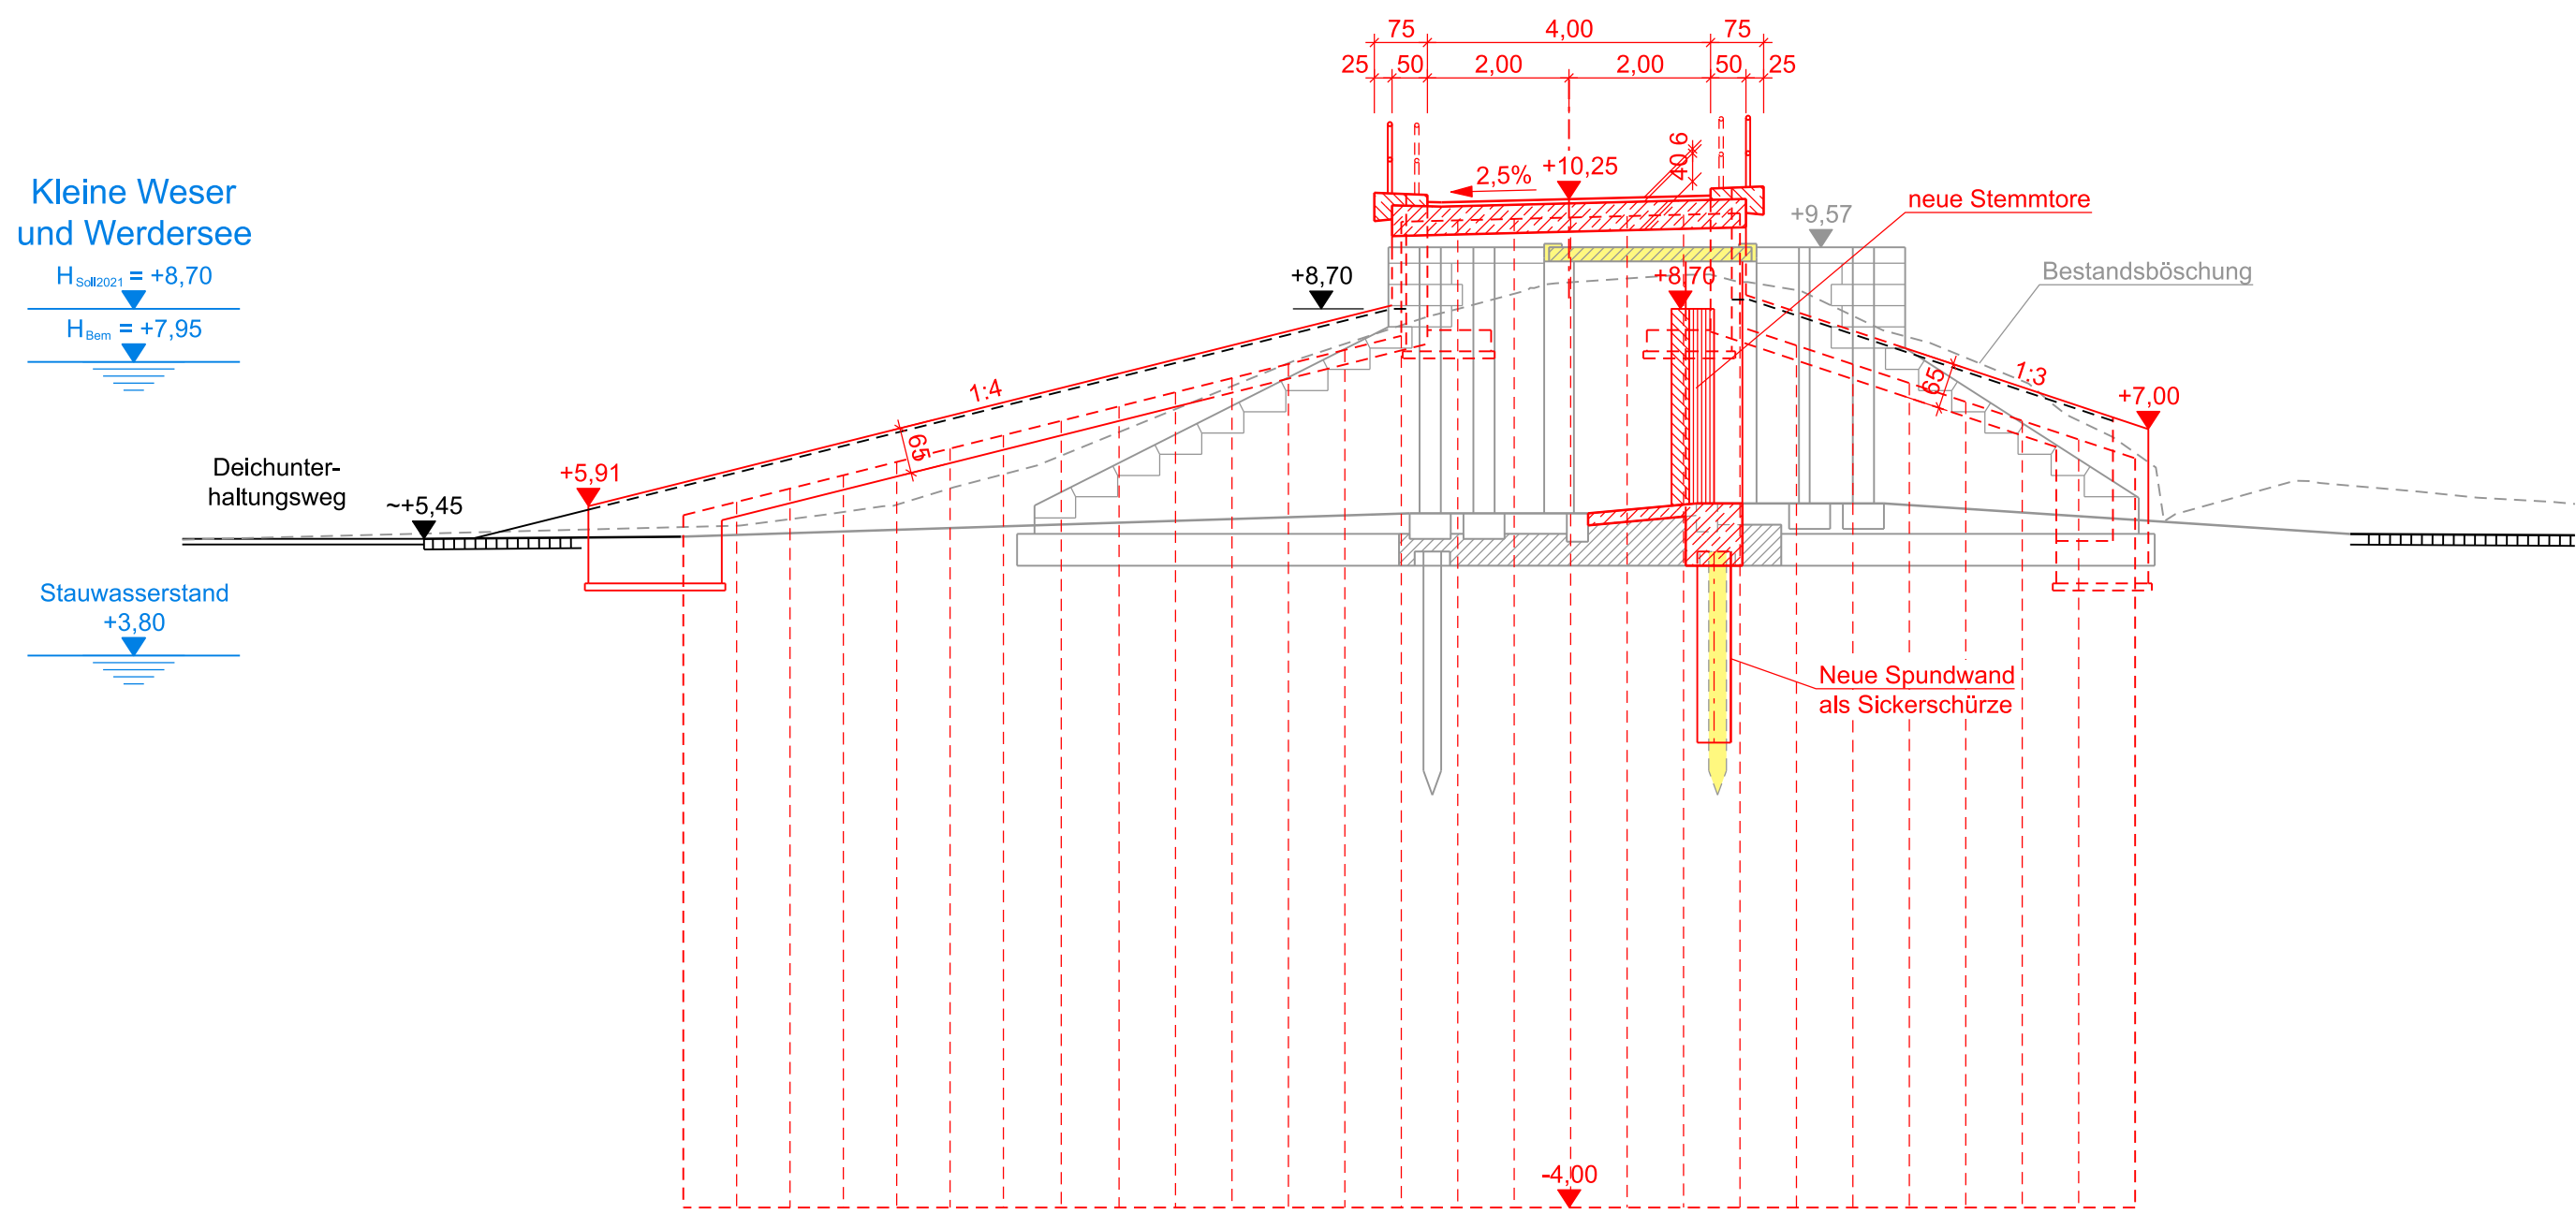 75 4,00 75
25 50 2,00 2,00 50 25
40 6
2,5% +10,25
Kleine Weser
und Werdersee
neue Stemmtore
+9,57
H Soll2021 = +8,70
+8,70
+8,70
Bestandsböschung
H Bem = +7,95
1:4
65
1:3
65
+7,00
Deichunter-
haltungsweg
+5,91
~+5,45
Stauwasserstand
+3,80
Neue Spundwand
als Sickerschürze
-4,00